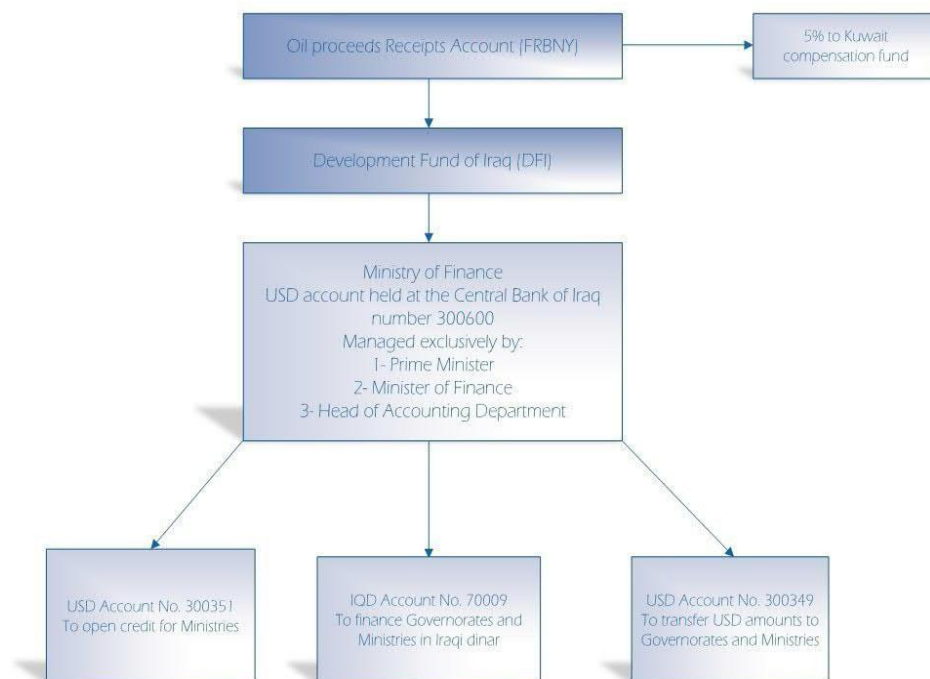 Oil proceeds Receipts Account (FRBNY)
5% to Kuwait
compensation fund
Development Fund of Iraq (DFI)
Ministry of Finance
USD account held at the Central Bank of Iraq
number 300600
Managed exclusively by:
1- Prime Minister
2- Minister of Finance
3- Head of Accounting Department
USD Account No. 300351
To open credit for Ministries
IQD Account No. 70009
To finance Governorates and
Ministries in Iraqi dinar
USD Account No. 300349
To transfer USD amounts to
Governorates and Ministries